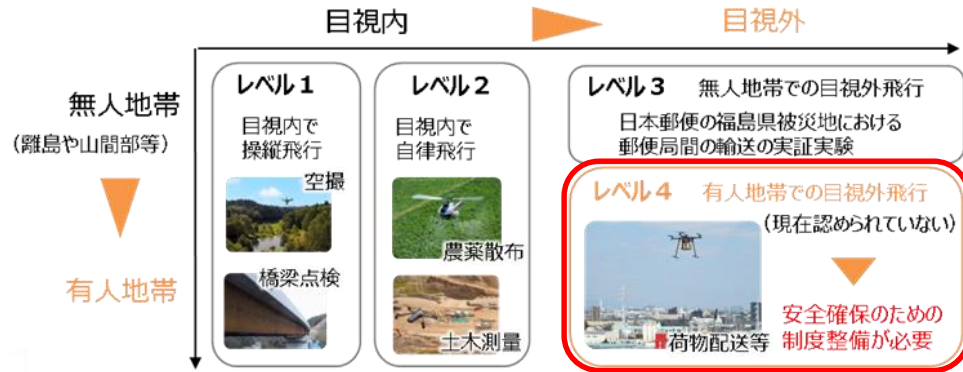 目視内
目視外
無人地帯
(離島や山間部等)
有人地帯
レベル1
目視内で
操縦飛行
空撮
橋梁点検
レベル2
目視内で
自律飛行
農薬散布
土木測量
レベル3 無人地帯での目視外飛行
日本郵便の福島県被災地における
郵便局間の輸送の実証実験
レベル4 有人地帯での目視外飛行
(現在認められていない)
荷物配送等
安全確保のための
制度整備が必要